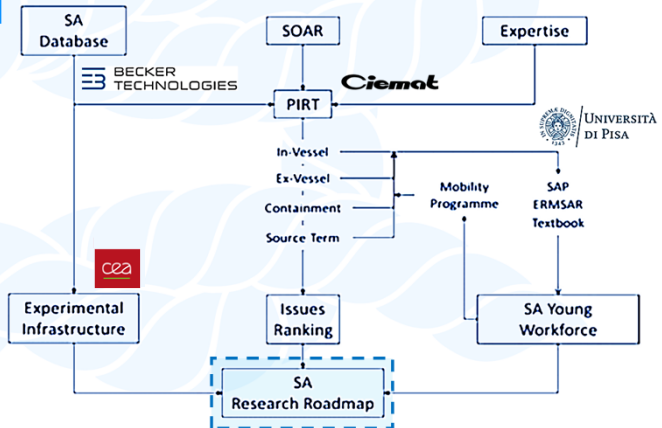 SA
Database
SOAR
Expertise
BECKER
TECHNOLOGIES
Ciemat
PIRT
UNIVERSITÀ
DI PISA
In-Vessel
Ex-Vessel
Containment
Source Term
Mobility
Programme
SAP
ERMSAR
Textbook
cea
Experimental
Infrastructure
Issues
Ranking
SA Young
Workforce
SA
Research Roadmap